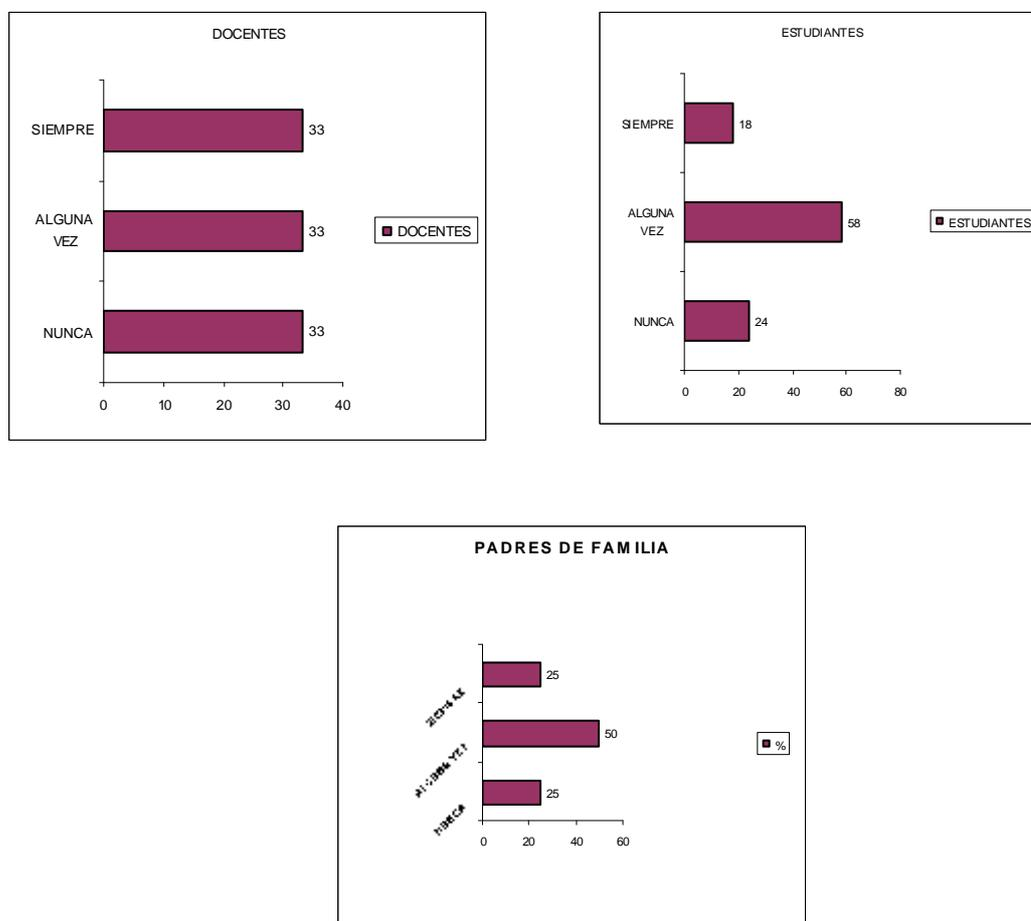 DOCENTES
SIEMPRE
33
ALGUNA
VEZ
33
NUNCA
33
0 10 20 30 40
DOCENTES
ESTUDIANTES
SIEMPRE
18
ALGUNA
VEZ
58
NUNCA
24
0 20 40 60 80
ESTUDIANTES
PADRES DE FAMILIA
25
50
NUNCA
25
0 20 40 60
%